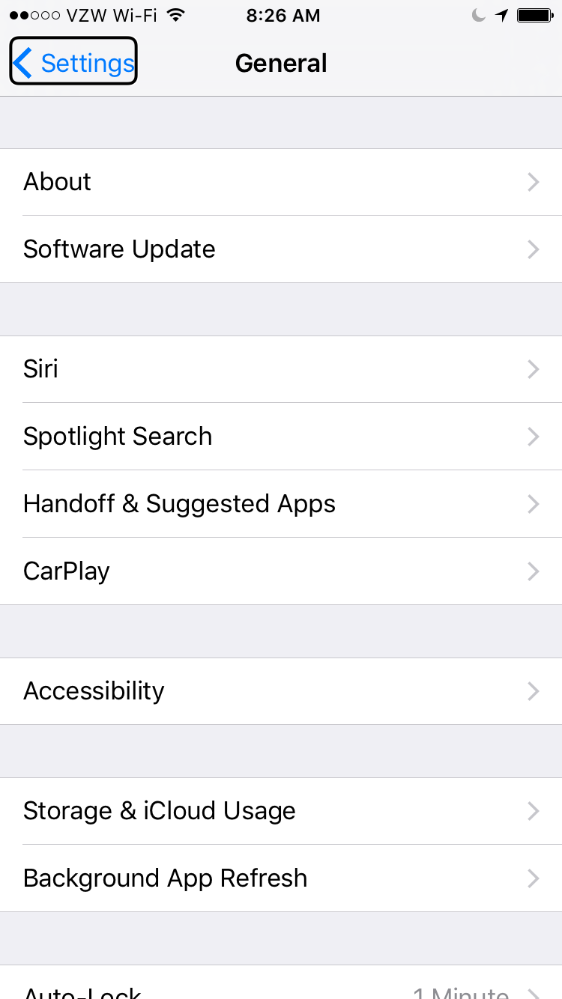 VZW Wi-Fi 8:26 AM
Settings General
About
Software Update
Siri
Spotlight Search
Handoff & Suggested Apps
CarPlay
Accessibility
Storage & iCloud Usage
Background App Refresh
Auto-Lock 1 Minute